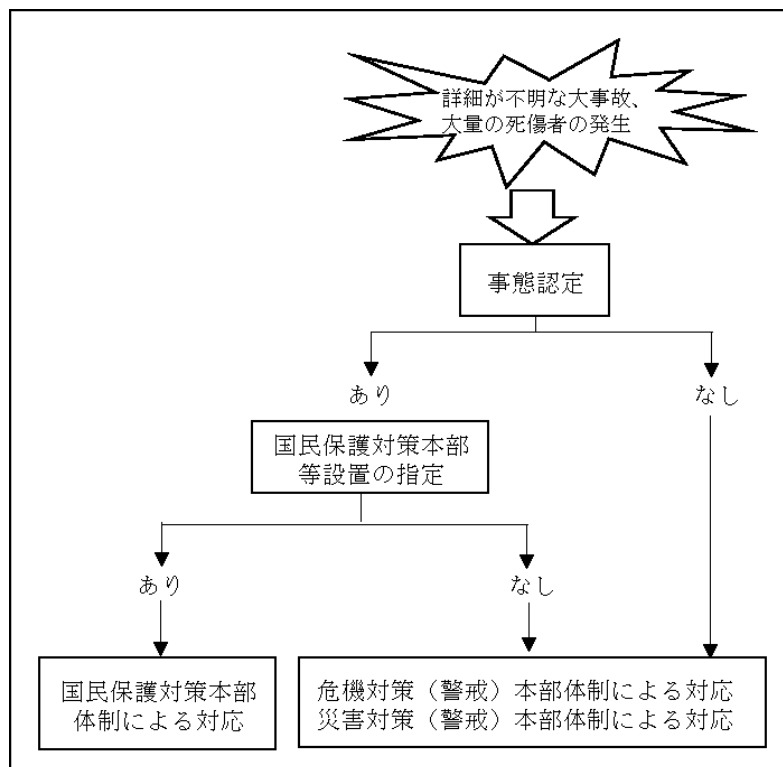 詳細が不明な大事故、
大量の死傷者の発生
事態認定
あり
なし
国民保護対策本部
等設置の指定
あり
なし
国民保護対策本部
体制による対応
危機対策（警戒）本部体制による対応
災害対策（警戒）本部体制による対応